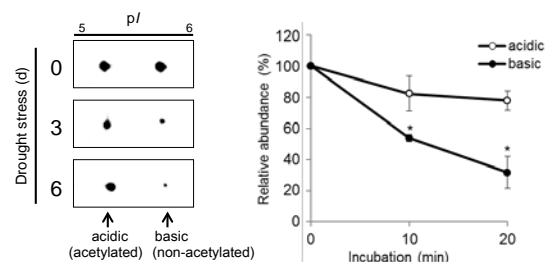 pI
5 6
Drought stress (d)
0
3
6
acidic
(acetylated)
basic
(non-acetylated)
Relative abundance (%)
120
100
80
60
40
20
0
acidic
basic
*
*
0 10 20
Incubation (min)